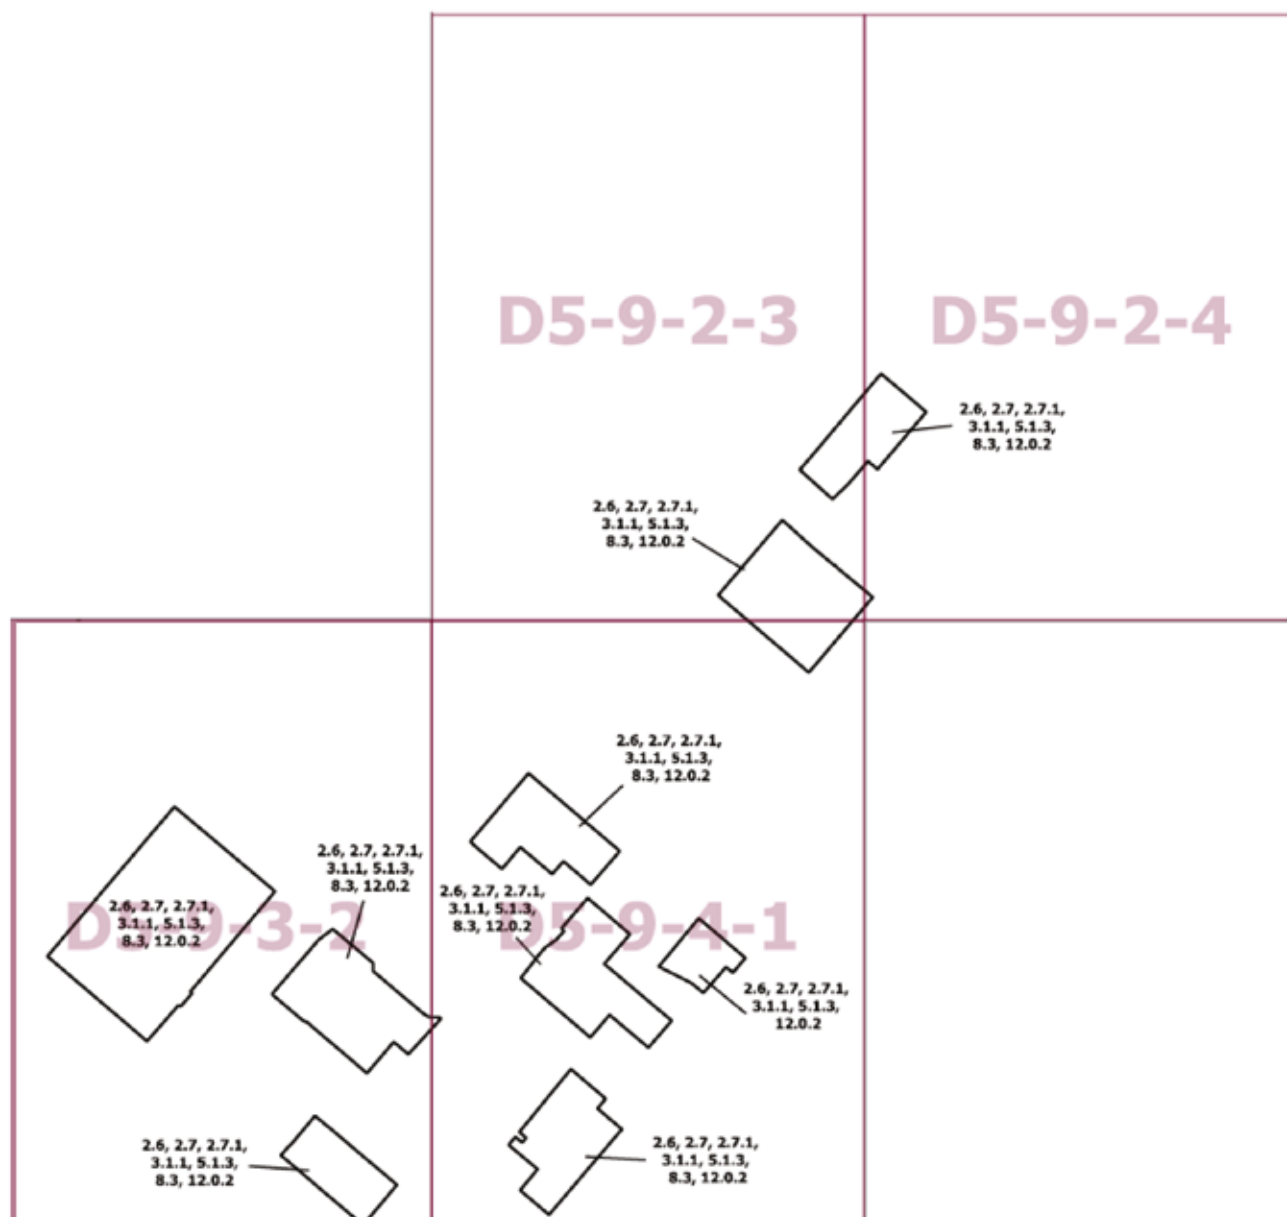 D5-9-2-3
D5-9-2-4
2.6, 2.7, 2.7.1,
3.1.1, 5.1.3,
8.3, 12.0.2
2.6, 2.7, 2.7.1,
3.1.1, 5.1.3,
8.3, 12.0.2
2.6, 2.7, 2.7.1,
3.1.1, 5.1.3,
8.3, 12.0.2
2.6, 2.7, 2.7.1,
3.1.1, 5.1.3,
8.3, 12.0.2
D5-9-3-2
2.6, 2.7, 2.7.1,
3.1.1, 5.1.3,
8.3, 12.0.2
2.6, 2.7, 2.7.1,
3.1.1, 5.1.3,
8.3, 12.0.2
D5-9-4-1
2.6, 2.7, 2.7.1,
3.1.1, 5.1.3,
12.0.2
2.6, 2.7, 2.7.1,
3.1.1, 5.1.3,
8.3, 12.0.2
2.6, 2.7, 2.7.1,
3.1.1, 5.1.3,
8.3, 12.0.2